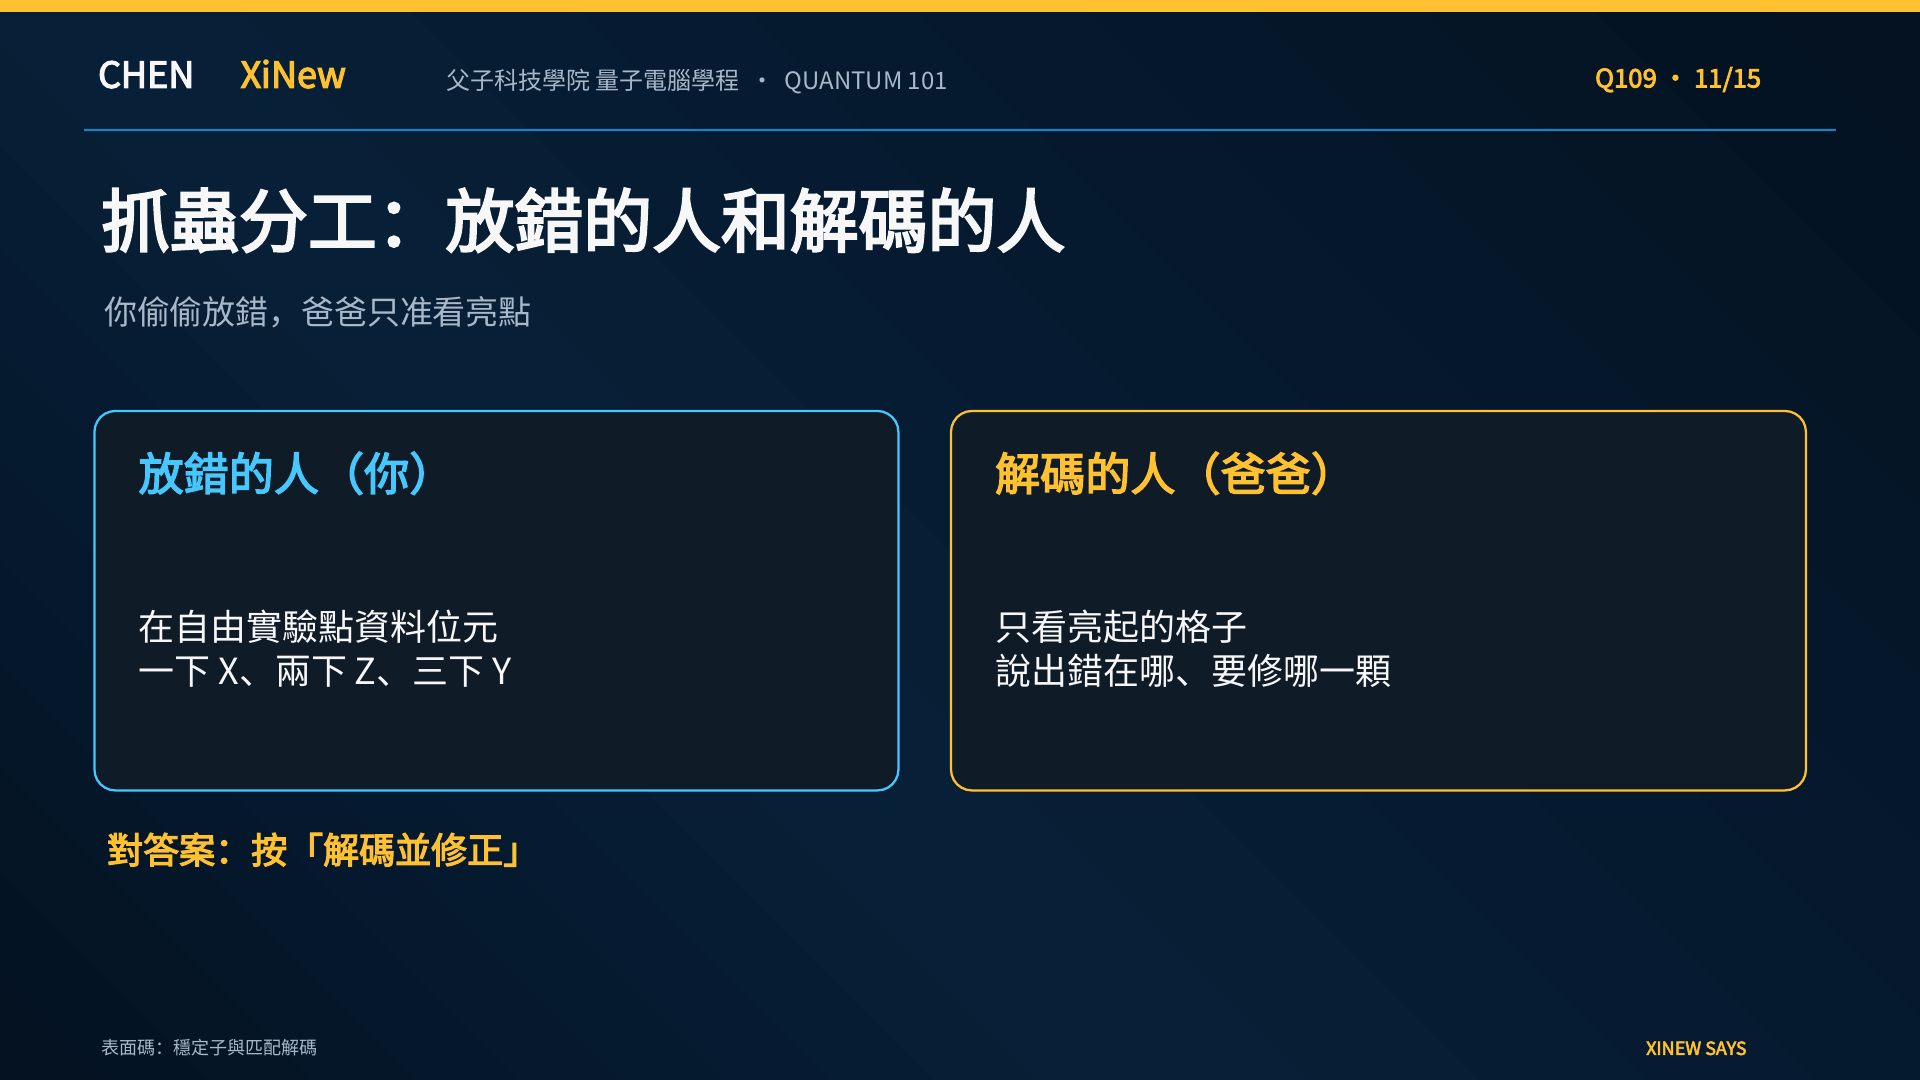 CHEN XiNew 父子科技學院 量子電腦學程 · QUANTUM 101 Q109 · 11/15
抓蟲分工：放錯的人和解碼的人
你偷偷放錯，爸爸只准看亮點
放錯的人（你）
在自由實驗點資料位元
一下 X、兩下 Z、三下 Y
解碼的人（爸爸）
只看亮起的格子
說出錯在哪、要修哪一顆
對答案：按「解碼並修正」
表面碼：穩定子與匹配解碼
XINEW SAYS